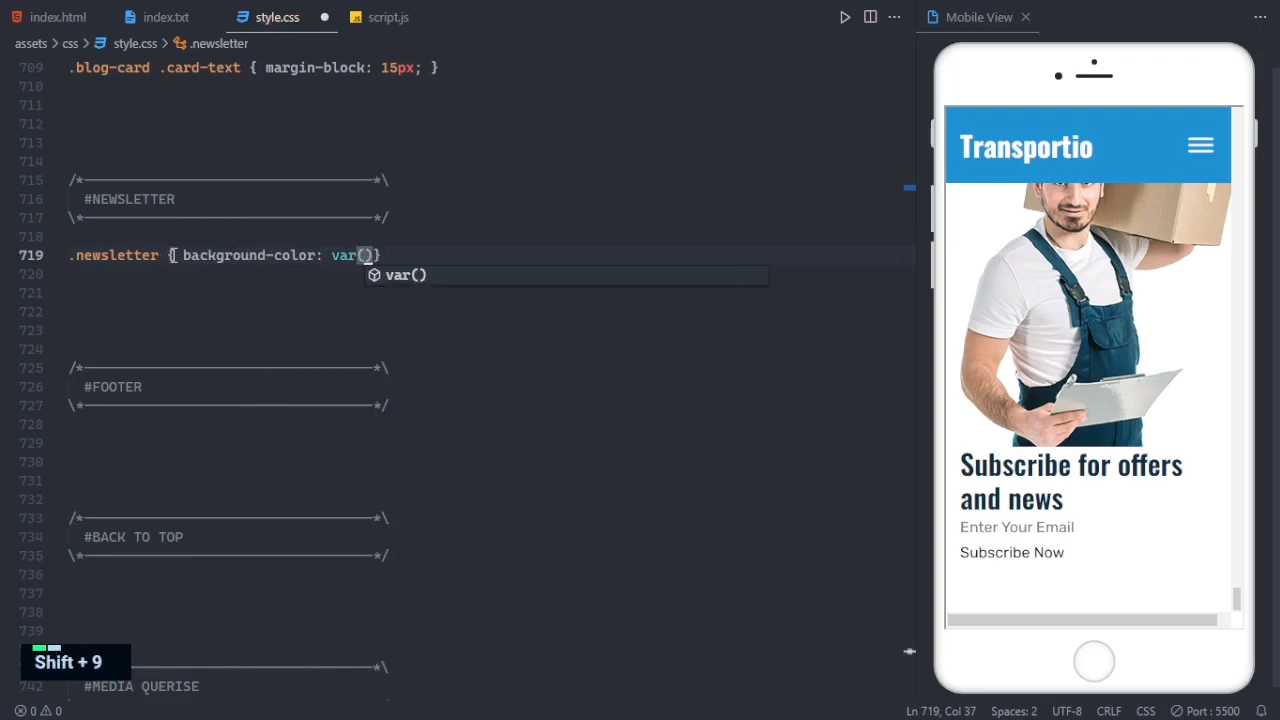 index.html index.txt style.css script.js Mobile View
assets css style.css .newsletter
709 .blog-card .card-text { margin-block: 15px; }
710
711
712
713
714
715 /*-----------------------------------*\
716 #NEWSLETTER
717 \*-----------------------------------*/
718
719 .newsletter { background-color: var()}
var()
720
721
722
723
724
725 /*-----------------------------------*\
726 #FOOTER
727 \*-----------------------------------*/
728
729
730
731
732
733 /*-----------------------------------*\
734 #BACK TO TOP
735 \*-----------------------------------*/
736
737
738
739
-----------------------------------*\
742 #MEDIA QUERISE
Shift + 9
Transportio
Subscribe for offers
and news
Enter Your Email
Subscribe Now
0 0 Ln 719, Col 37 Spaces: 2 UTF-8 CRLF CSS Port : 5500